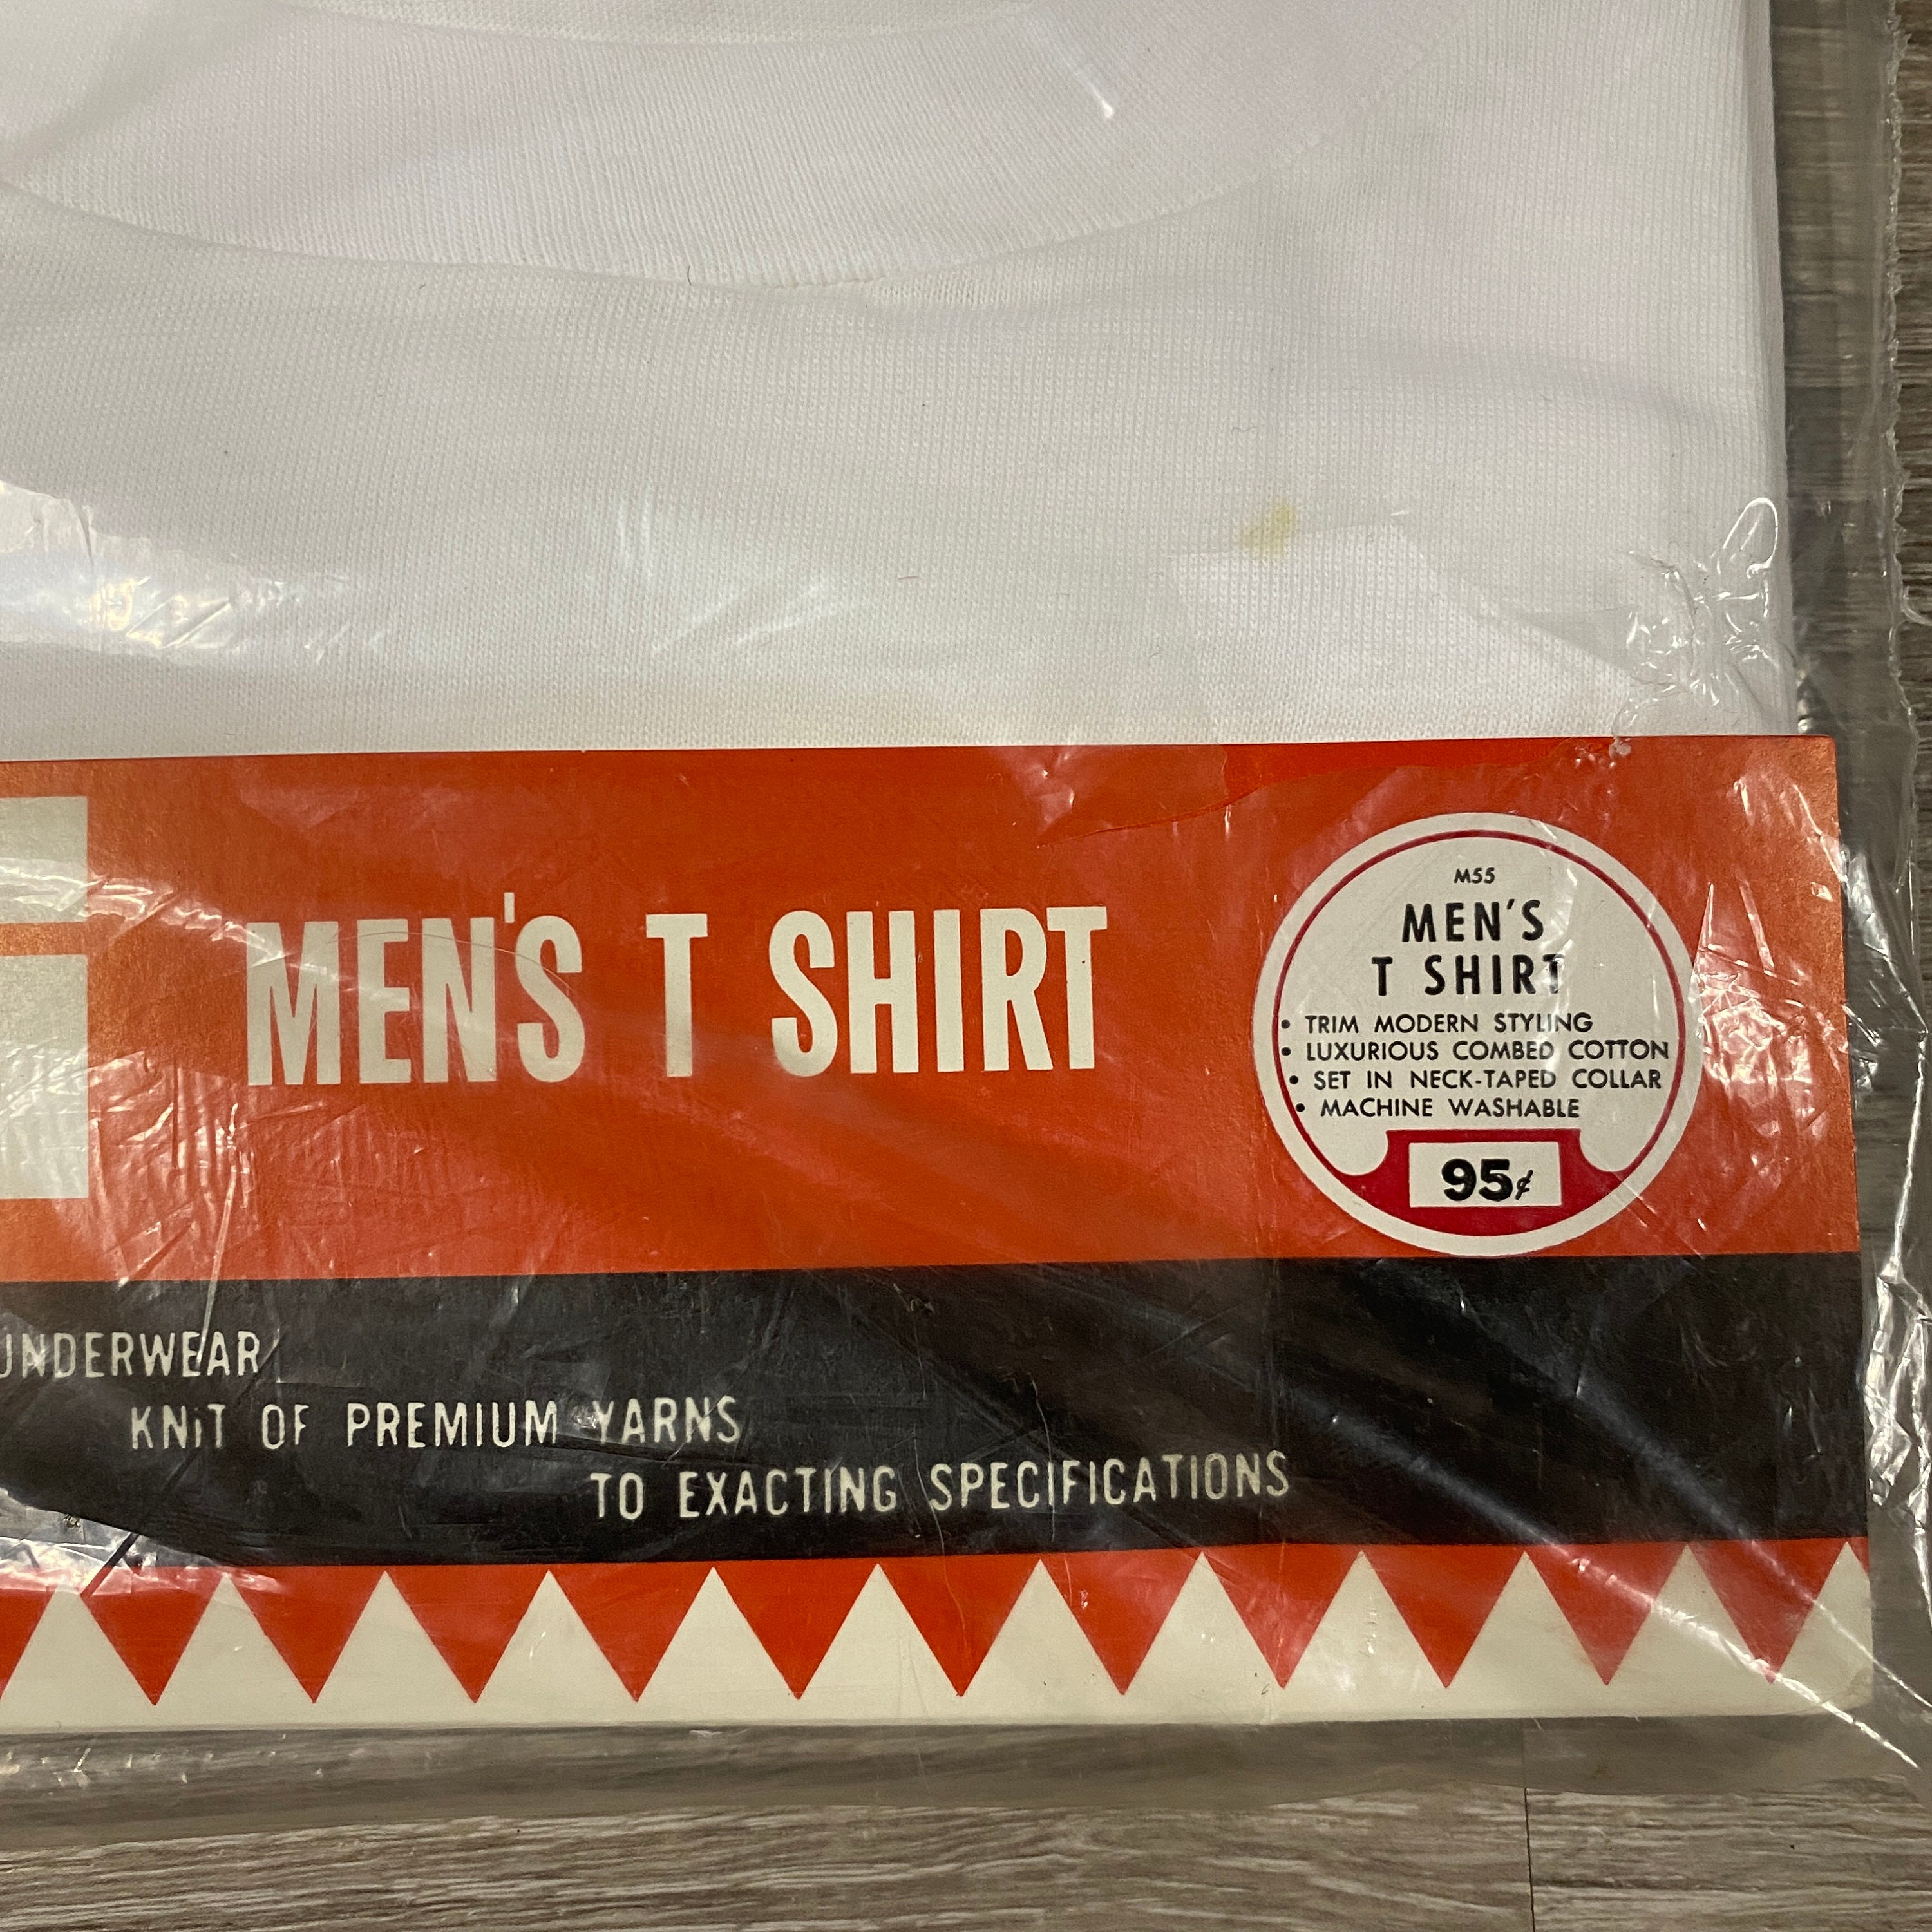 MEN'S T SHIRT
M55
MEN'S
T SHIRT
• TRIM MODERN STYLING
• LUXURIOUS COMBED COTTON
• SET IN NECK-TAPED COLLAR
• MACHINE WASHABLE
95¢
UNDERWEAR
KNiT OF PREMIUM YARNS
TO EXACTING SPECIFICATIONS